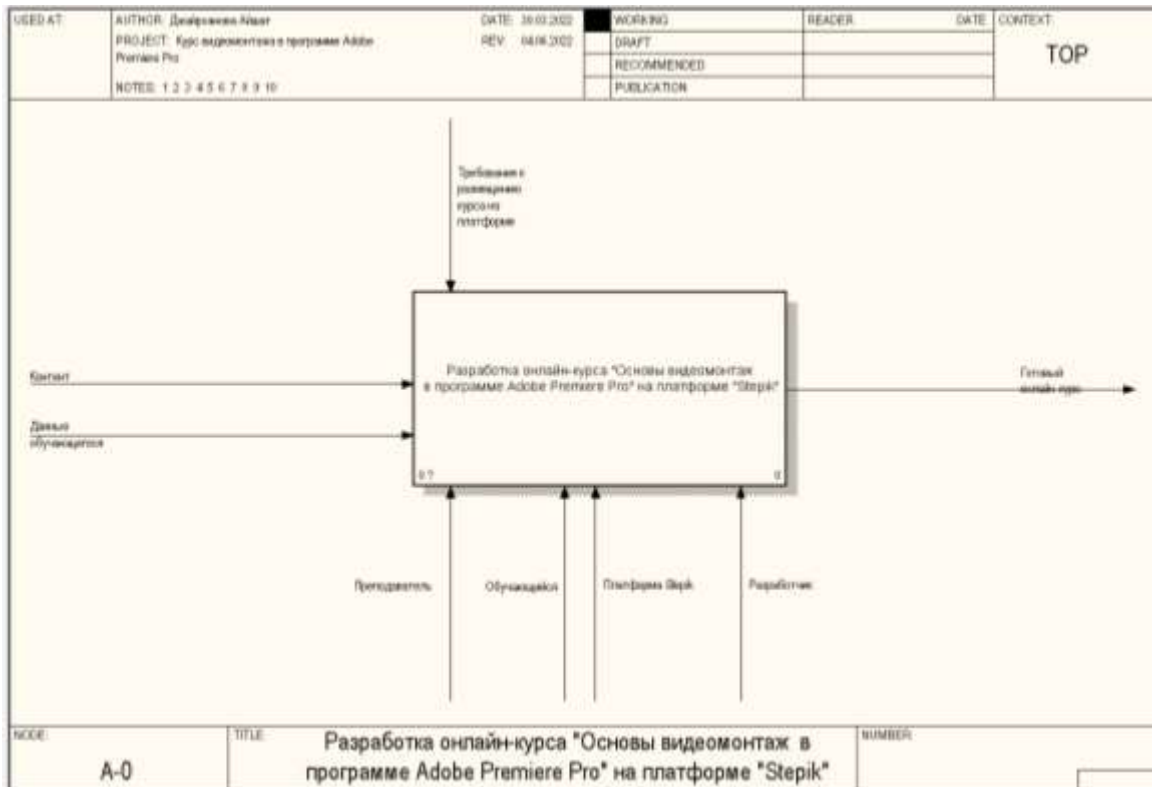 USED AT:
AUTHOR:
DATE: 30.03.2022
WORKING
READER
DATE
CONTEXT:
PROJECT: Курс видеомонтажа в программе Adobe
Premiere Pro
REV: 04.06.2022
DRAFT
TOP
RECOMMENDED
NOTES: 1 2 3 4 5 6 7 8 9 10
PUBLICATION
Требования к
размещению
курса на
платформе
Разработка онлайн-курса "Основы видеомонтаж
в программе Adobe Premiere Pro" на платформе "Stepik"
Контент
Готовый
онлайн курс
Данные
обучающегося
0 ?
0
Преподаватель
Обучающийся
Платформа Stepik
Разработчик
NODE:
TITLE:
NUMBER:
A-0
Разработка онлайн-курса "Основы видеомонтаж в
программе Adobe Premiere Pro" на платформе "Stepik"